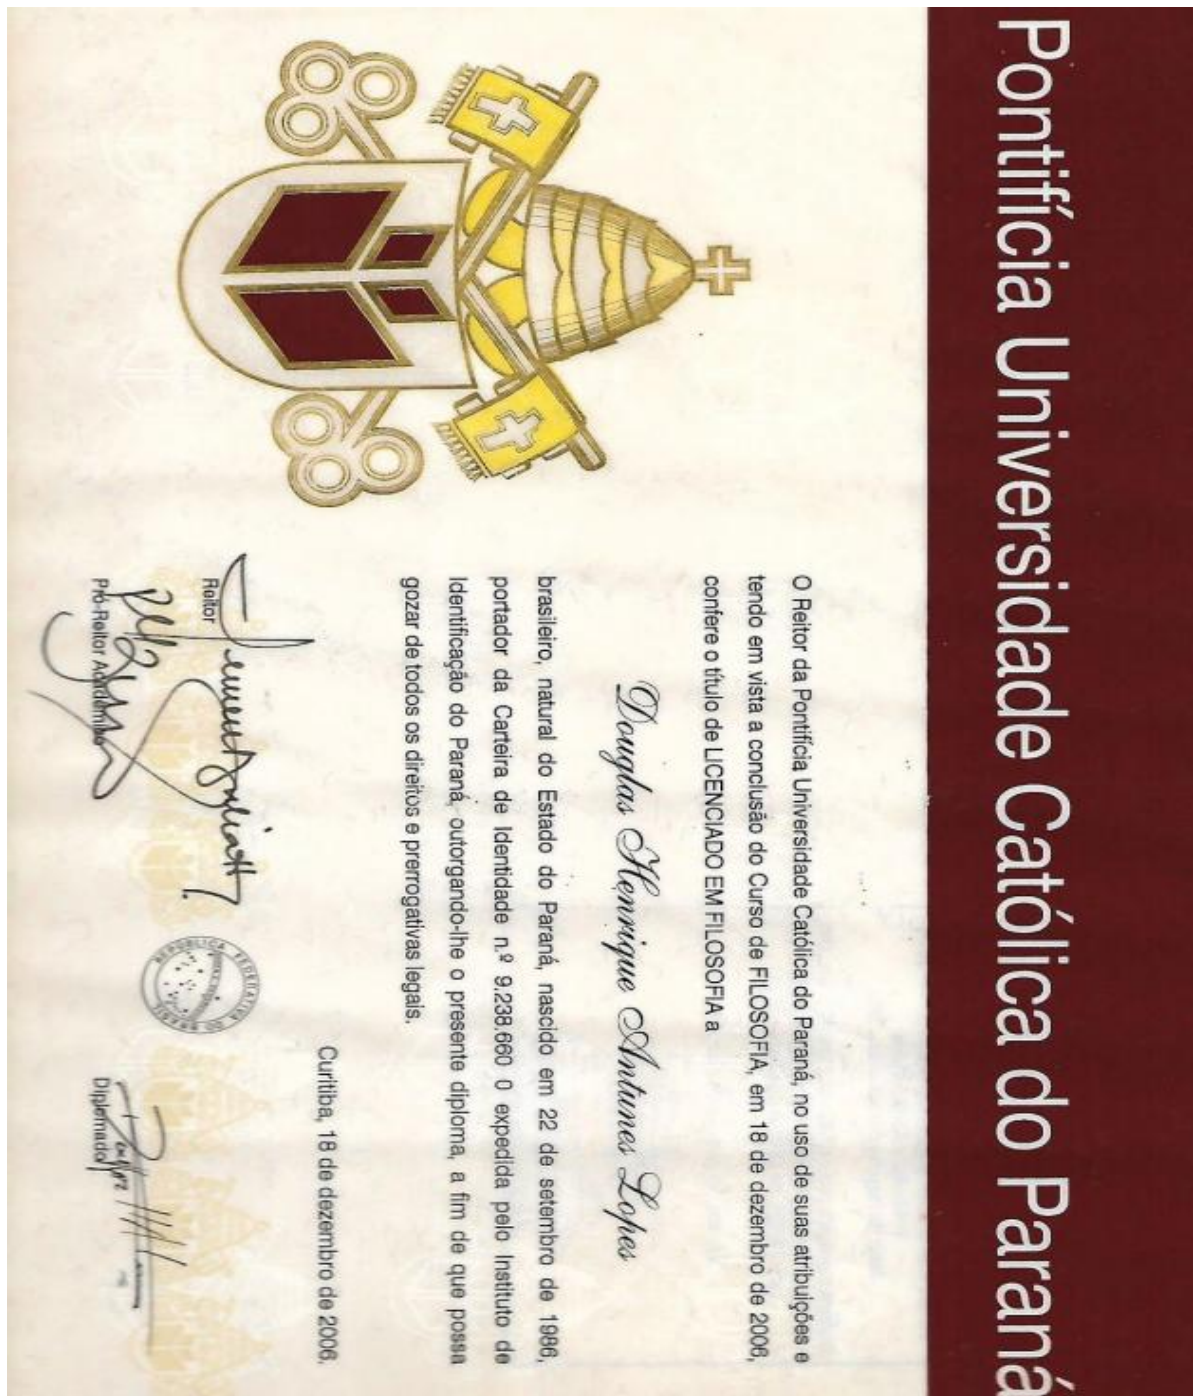 Pontifícia Universidade Católica do Paraná
O Reitor da Pontifícia Universidade Católica do Paraná, no uso de suas atribuições e
tendo em vista a conclusão do Curso de FILOSOFIA, em 18 de dezembro de 2006,
confere o título de LICENCIADO EM FILOSOFIA a
Douglas Henrique Antunes Lopes
brasileiro, natural do Estado do Paraná, nascido em 22 de setembro de 1986,
portador da Carteira de Identidade n.º 9.238.660 0 expedida pelo Instituto de
Identificação do Paraná, outorgando-lhe o presente diploma, a fim de que possa
gozar de todos os direitos e prerrogativas legais.
Curitiba, 18 de dezembro de 2006.
Reitor
Pró-Reitor Acadêmico
REPÚBLICA FEDERATIVA DO BRASIL
Diplomado